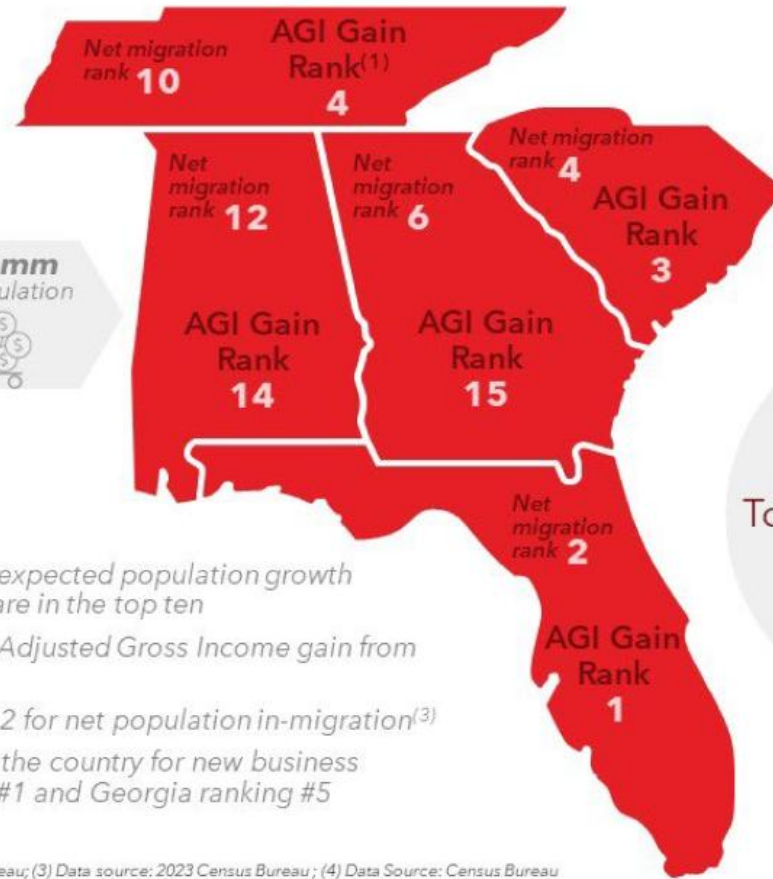 Net migration
rank 10
AGI Gain
Rank(1)
4
Net
migration
rank 12
AGI Gain
Rank
14
Net
migration
rank 6
AGI Gain
Rank
15
Net migration
rank 4
AGI Gain
Rank
3
mm
Net
migration
rank 2
AGI Gain
Rank
1
To
expected population growth
are in the top ten
Adjusted Gross Income gain from
2 for net population in-migration(3)
the country for new business
#1 and Georgia ranking #5
(3) Data source: 2023 Census Bureau ; (4) Data Source: Census Bureau